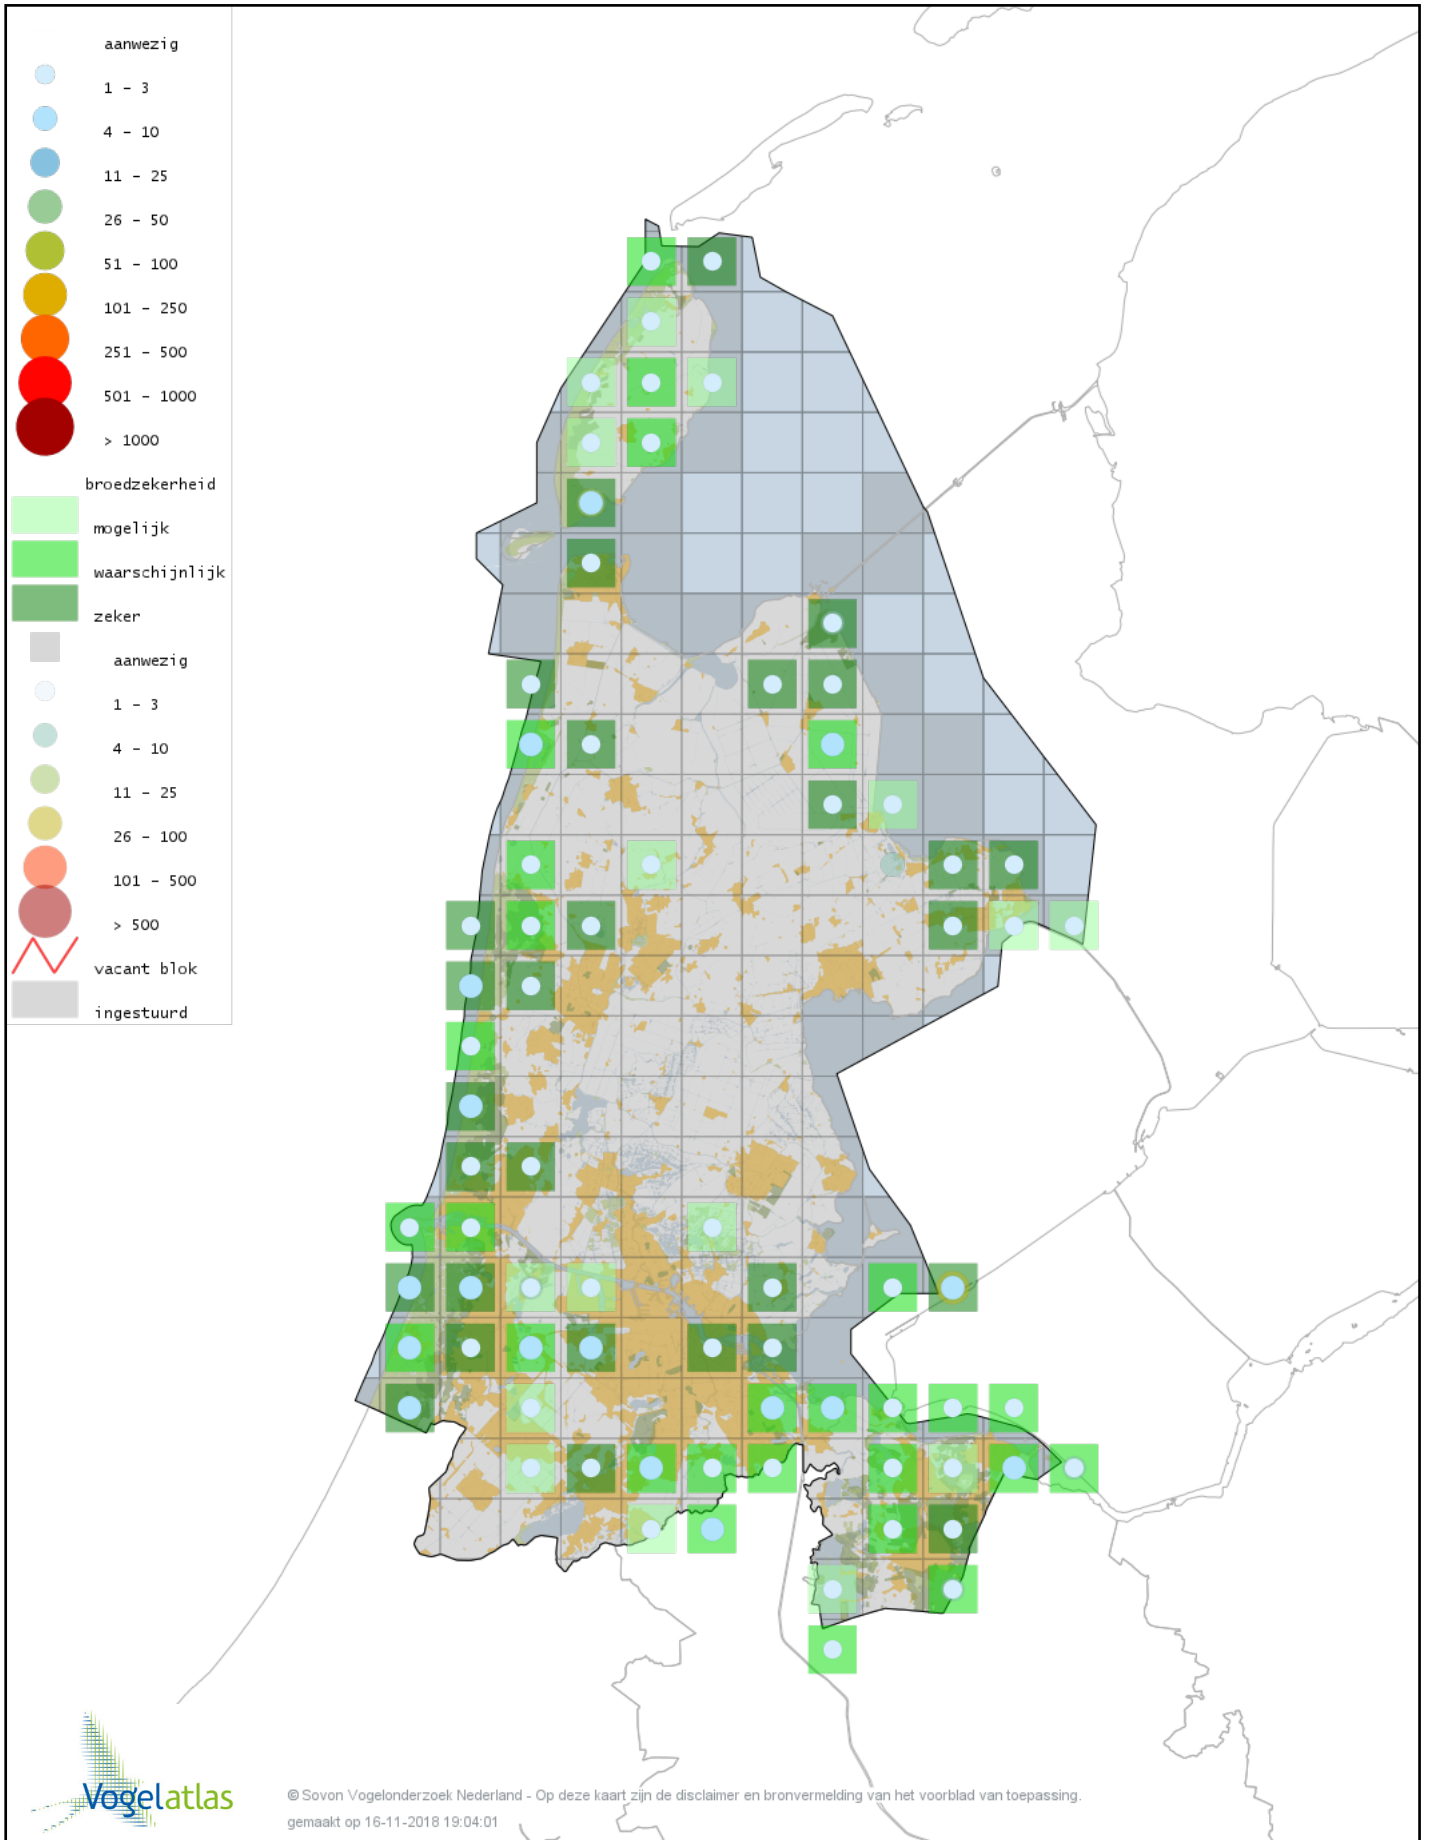 aanwezig
1 - 3
4 - 10
11 - 25
26 - 50
51 - 100
101 - 250
251 - 500
501 - 1000
> 1000
broedzekerheid
mogelijk
waarschijnlijk
zeker
aanwezig
1 - 3
4 - 10
11 - 25
26 - 100
101 - 500
> 500
vacant blok
ingestuurd
Vogelatlas
© Sovon Vogelonderzoek Nederland - Op deze kaart zijn de disclaimer en bronvermelding van het voorblad van toepassing.
gemaakt op 16-11-2018 19:04:01